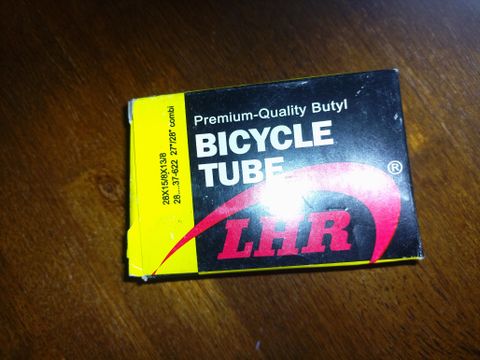 Premium-Quality Butyl
BICYCLE
TUBE
LHR
®
28X15/8X13/8
28....37-622 27"/28" combi